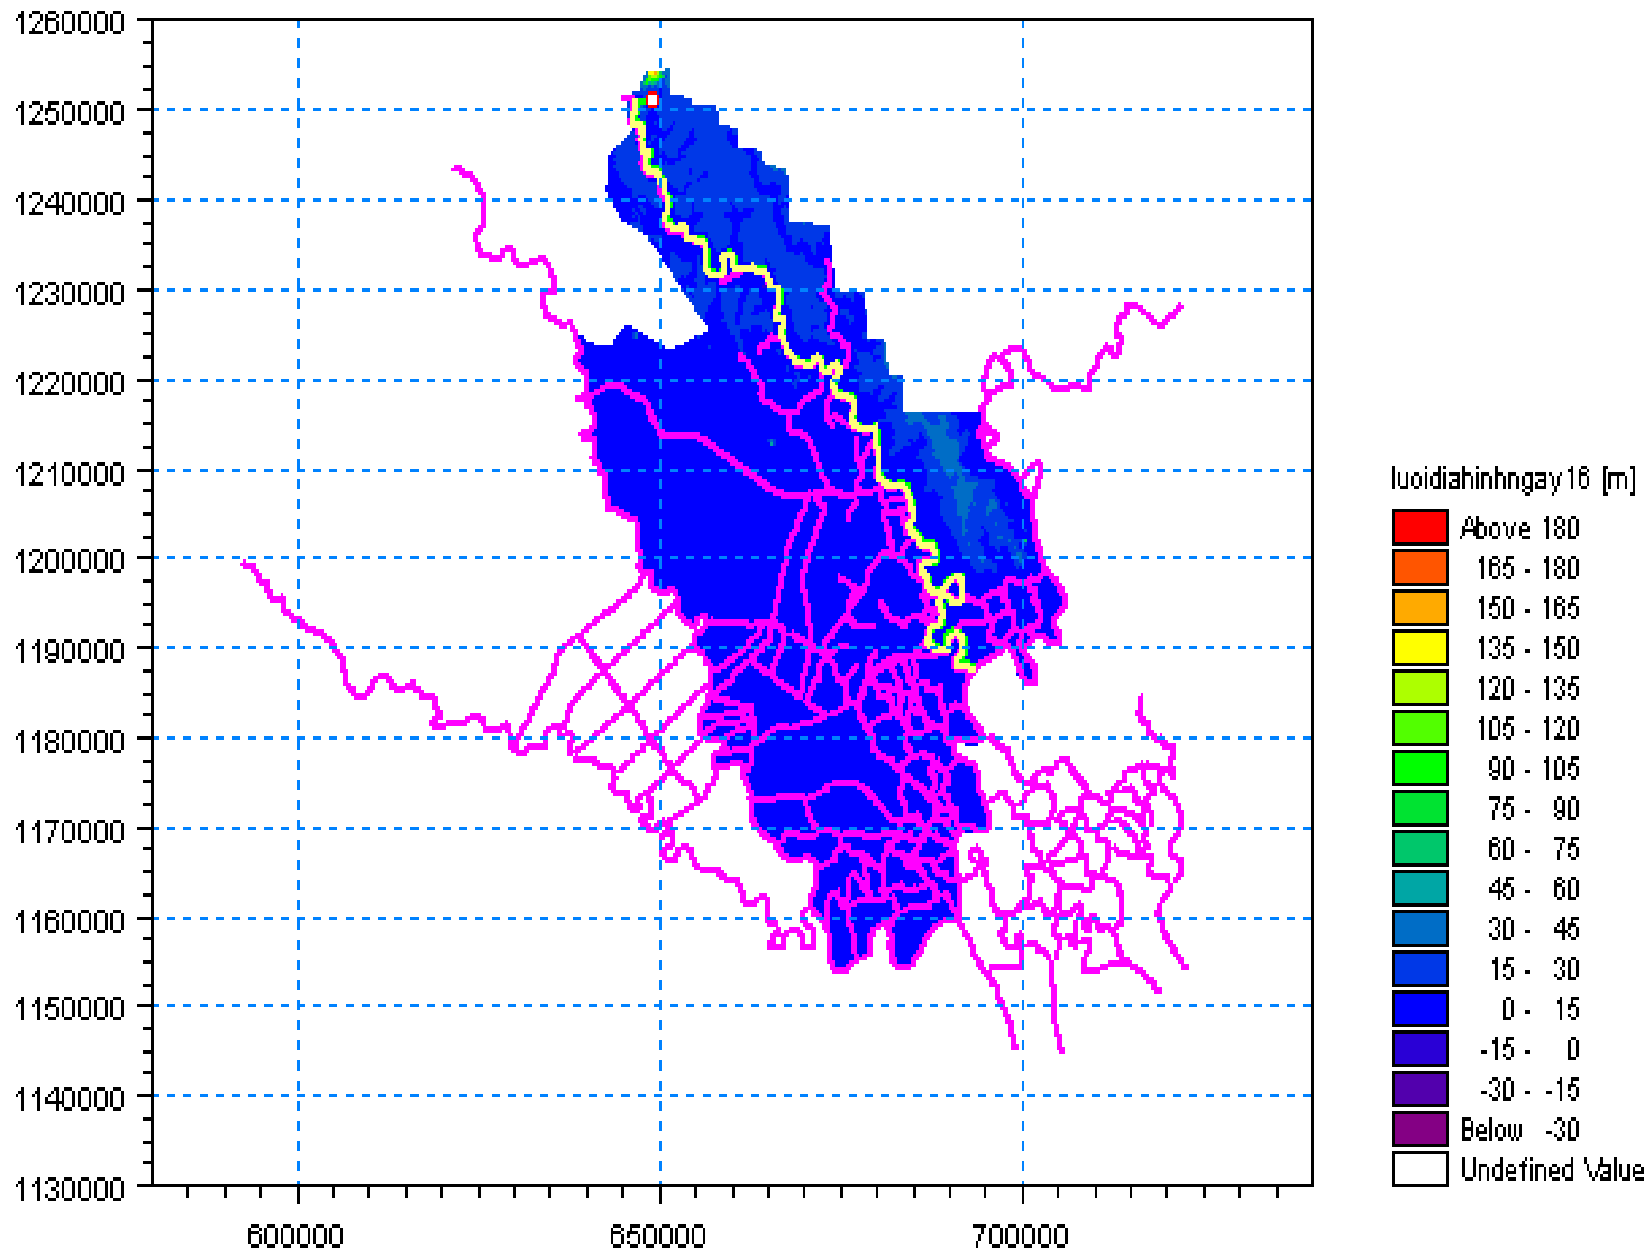 1260000
1250000
1240000
1230000
1220000
1210000
1200000
1190000
1180000
1170000
1160000
1150000
1140000
1130000
600000
650000
700000
luoidiahinhngay16 [m]
Above 180
165 - 180
150 - 165
135 - 150
120 - 135
105 - 120
90 - 105
75 - 90
60 - 75
45 - 60
30 - 45
15 - 30
0 - 15
-15 - 0
-30 - -15
Below -30
Undefined Value